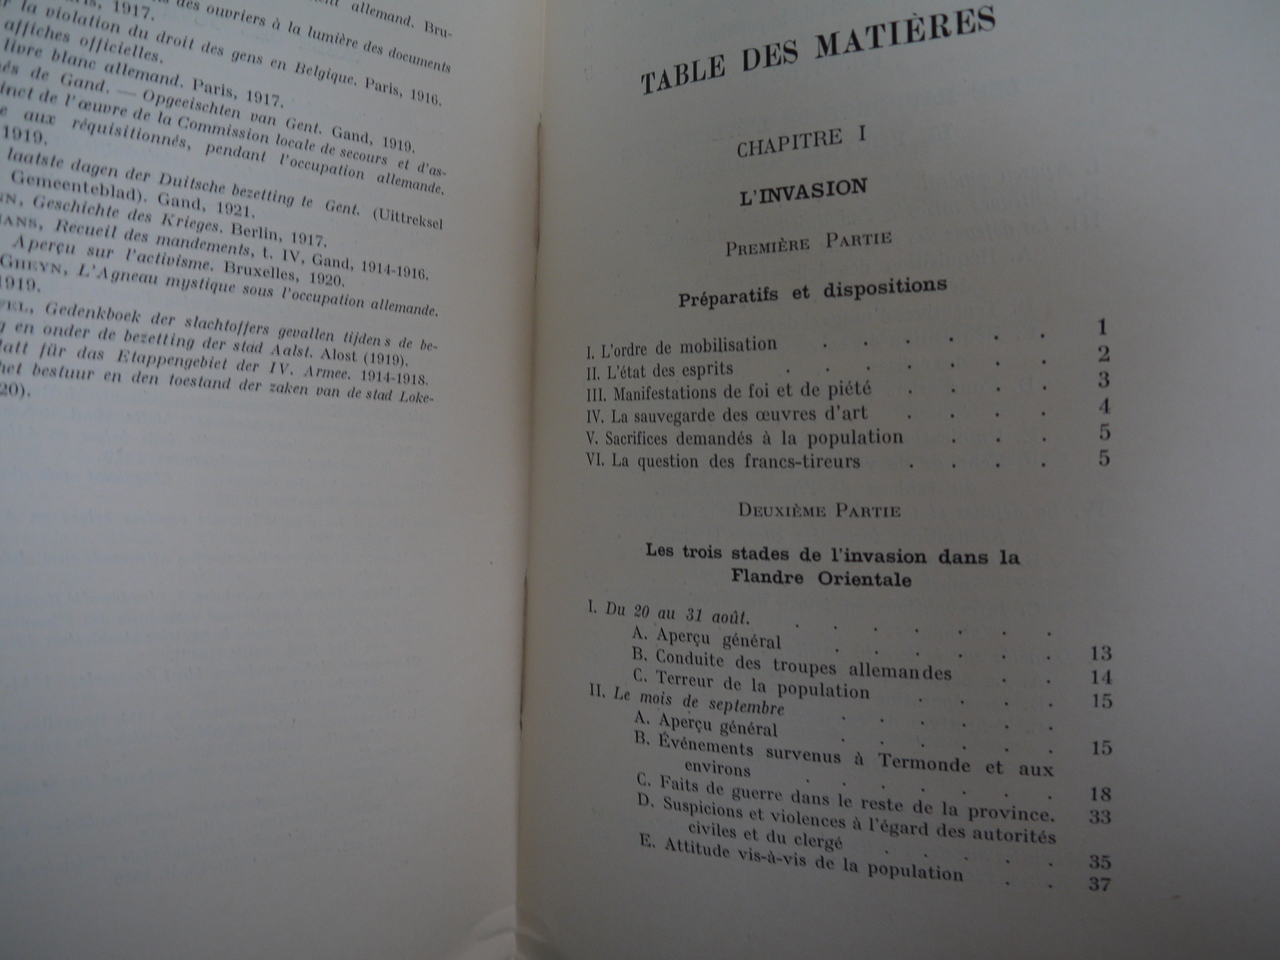 allemand. Bru-
, 1917.
des ouvriers à la lumière des documents
la violation du droit des gens en Belgique. Paris, 1916.
affiches officielles.
livre blanc allemand. Paris, 1917.
de Gand. — Opgeeischten van Gent. Gand, 1919.
de l'œuvre de la Commission locale de secours et d'as-
aux réquisitionnés, pendant l'occupation allemande.
1919.
laatste dagen der Duitsche bezetting te Gent. (Uittreksel
Gemeenteblad). Gand, 1921.
Geschichte des Krieges. Berlin, 1917.
Recueil des mandements, t. IV, Gand, 1914-1916.
Aperçu sur l'activisme. Bruxelles, 1920.
GHEYN, L'Agneau mystique sous l'occupation allemande.
1919.
Gedenkboek der slachtoffers gevallen tijdens de be-
en onder de bezetting der stad Aalst. Alost (1919).
für das Etappengebiet der IV. Armee. 1914-1918.
bestuur en den toestand der zaken van de stad Loke-
20).
TABLE DES MATIÈRES
CHAPITRE I
L'INVASION
PREMIÈRE PARTIE
Préparatifs et dispositions
I. L'ordre de mobilisation . . . . . . 1
II. L'état des esprits . . . . . . . 2
III. Manifestations de foi et de piété . . . . 3
IV. La sauvegarde des œuvres d'art . . . . 4
V. Sacrifices demandés à la population . . . 5
VI. La question des francs-tireurs . . . . 5
DEUXIÈME PARTIE
Les trois stades de l'invasion dans la
Flandre Orientale
I. Du 20 au 31 août. . . . . . . .
A. Aperçu général . . . . . . 13
B. Conduite des troupes allemandes . . 14
C. Terreur de la population . . . . 15
II. Le mois de septembre . . . . . .
A. Aperçu général . . . . . . 15
B. Événements survenus à Termonde et aux
environs . . . . . . . 18
C. Faits de guerre dans le reste de la province. 33
D. Suspicions et violences à l'égard des autorités
civiles et du clergé . . . . . 35
E. Attitude vis-à-vis de la population . . 37